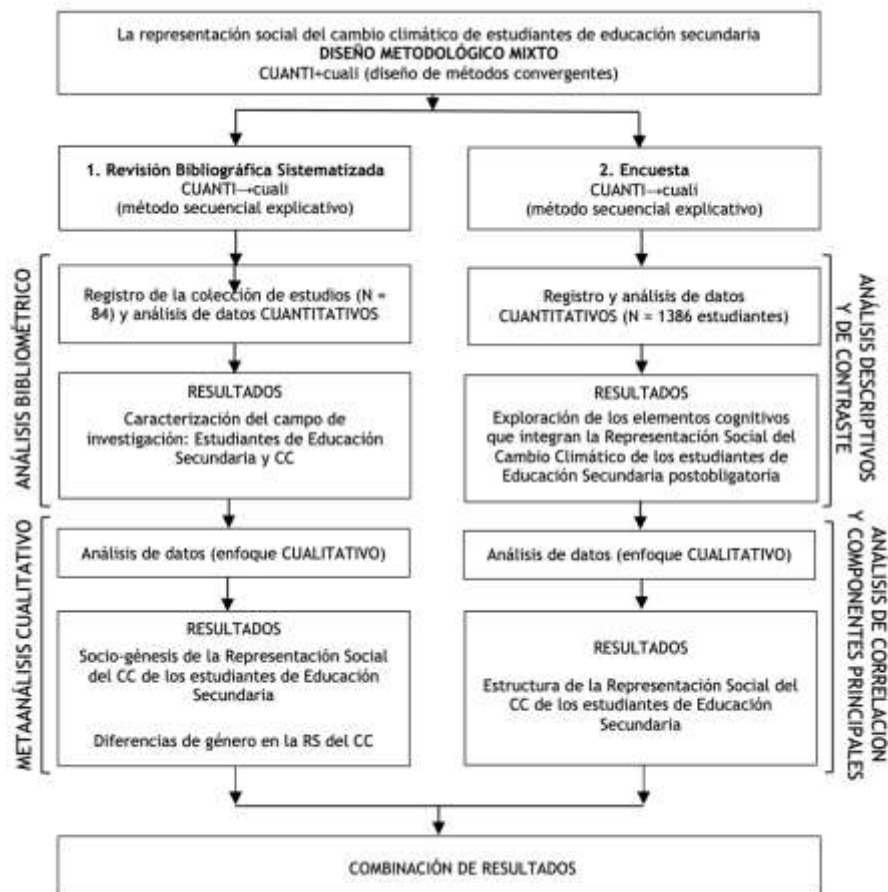 La representación social del cambio climático de estudiantes de educación secundaria
DISEÑO METODOLÓGICO MIXTO
CUANTI+cuali (diseño de métodos convergentes)
1. Revisión Bibliográfica Sistematizada
CUANTI→cuali
(método secuencial explicativo)
2. Encuesta
CUANTI→cuali
(método secuencial explicativo)
ANÁLISIS BIBLIOMÉTRICO
Registro de la colección de estudios (N =
84) y análisis de datos CUANTITATIVOS
Registro y análisis de datos
CUANTITATIVOS (N = 1386 estudiantes)
ANÁLISIS DESCRIPTIVOS
Y DE CONTRASTE
RESULTADOS
Caracterización del campo de
investigación: Estudiantes de Educación
Secundaria y CC
RESULTADOS
Exploración de los elementos cognitivos
que integran la Representación Social del
Cambio Climático de los estudiantes de
Educación Secundaria postobligatoria
METAANÁLISIS CUALITATIVO
Análisis de datos (enfoque CUALITATIVO)
Análisis de datos (enfoque CUALITATIVO)
ANÁLISIS DE CORRELACION
Y COMPONENTES PRINCIPALES
RESULTADOS
Socio-génesis de la Representación Social
del CC de los estudiantes de Educación
Secundaria
Diferencias de género en la RS del CC
RESULTADOS
Estructura de la Representación Social del
CC de los estudiantes de Educación
Secundaria
COMBINACIÓN DE RESULTADOS